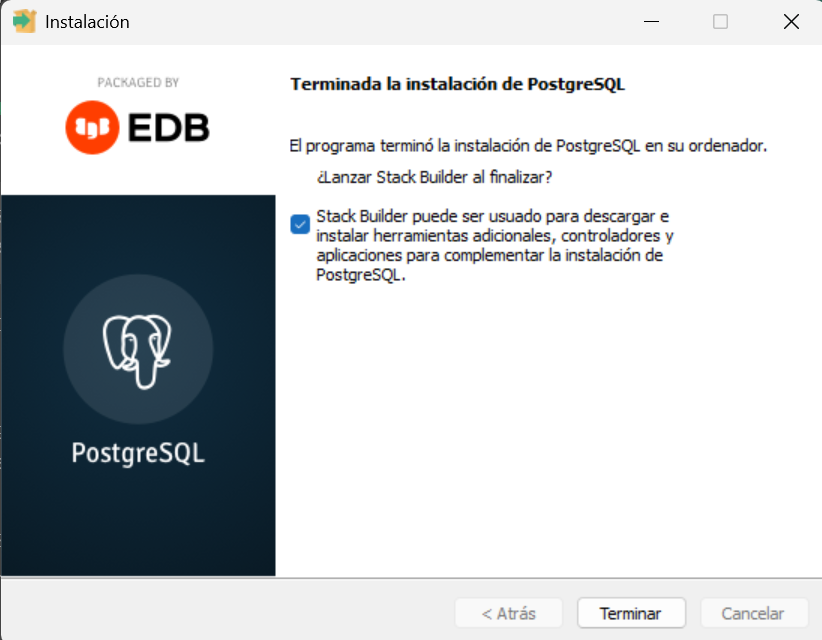 Instalación
PACKAGED BY
EDB
PostgreSQL
Terminada la instalación de PostgreSQL
El programa terminó la instalación de PostgreSQL en su ordenador.
¿Lanzar Stack Builder al finalizar?
Stack Builder puede ser usado para descargar e
instalar herramientas adicionales, controladores y
aplicaciones para complementar la instalación de
PostgreSQL.
< Atrás
Terminar
Cancelar